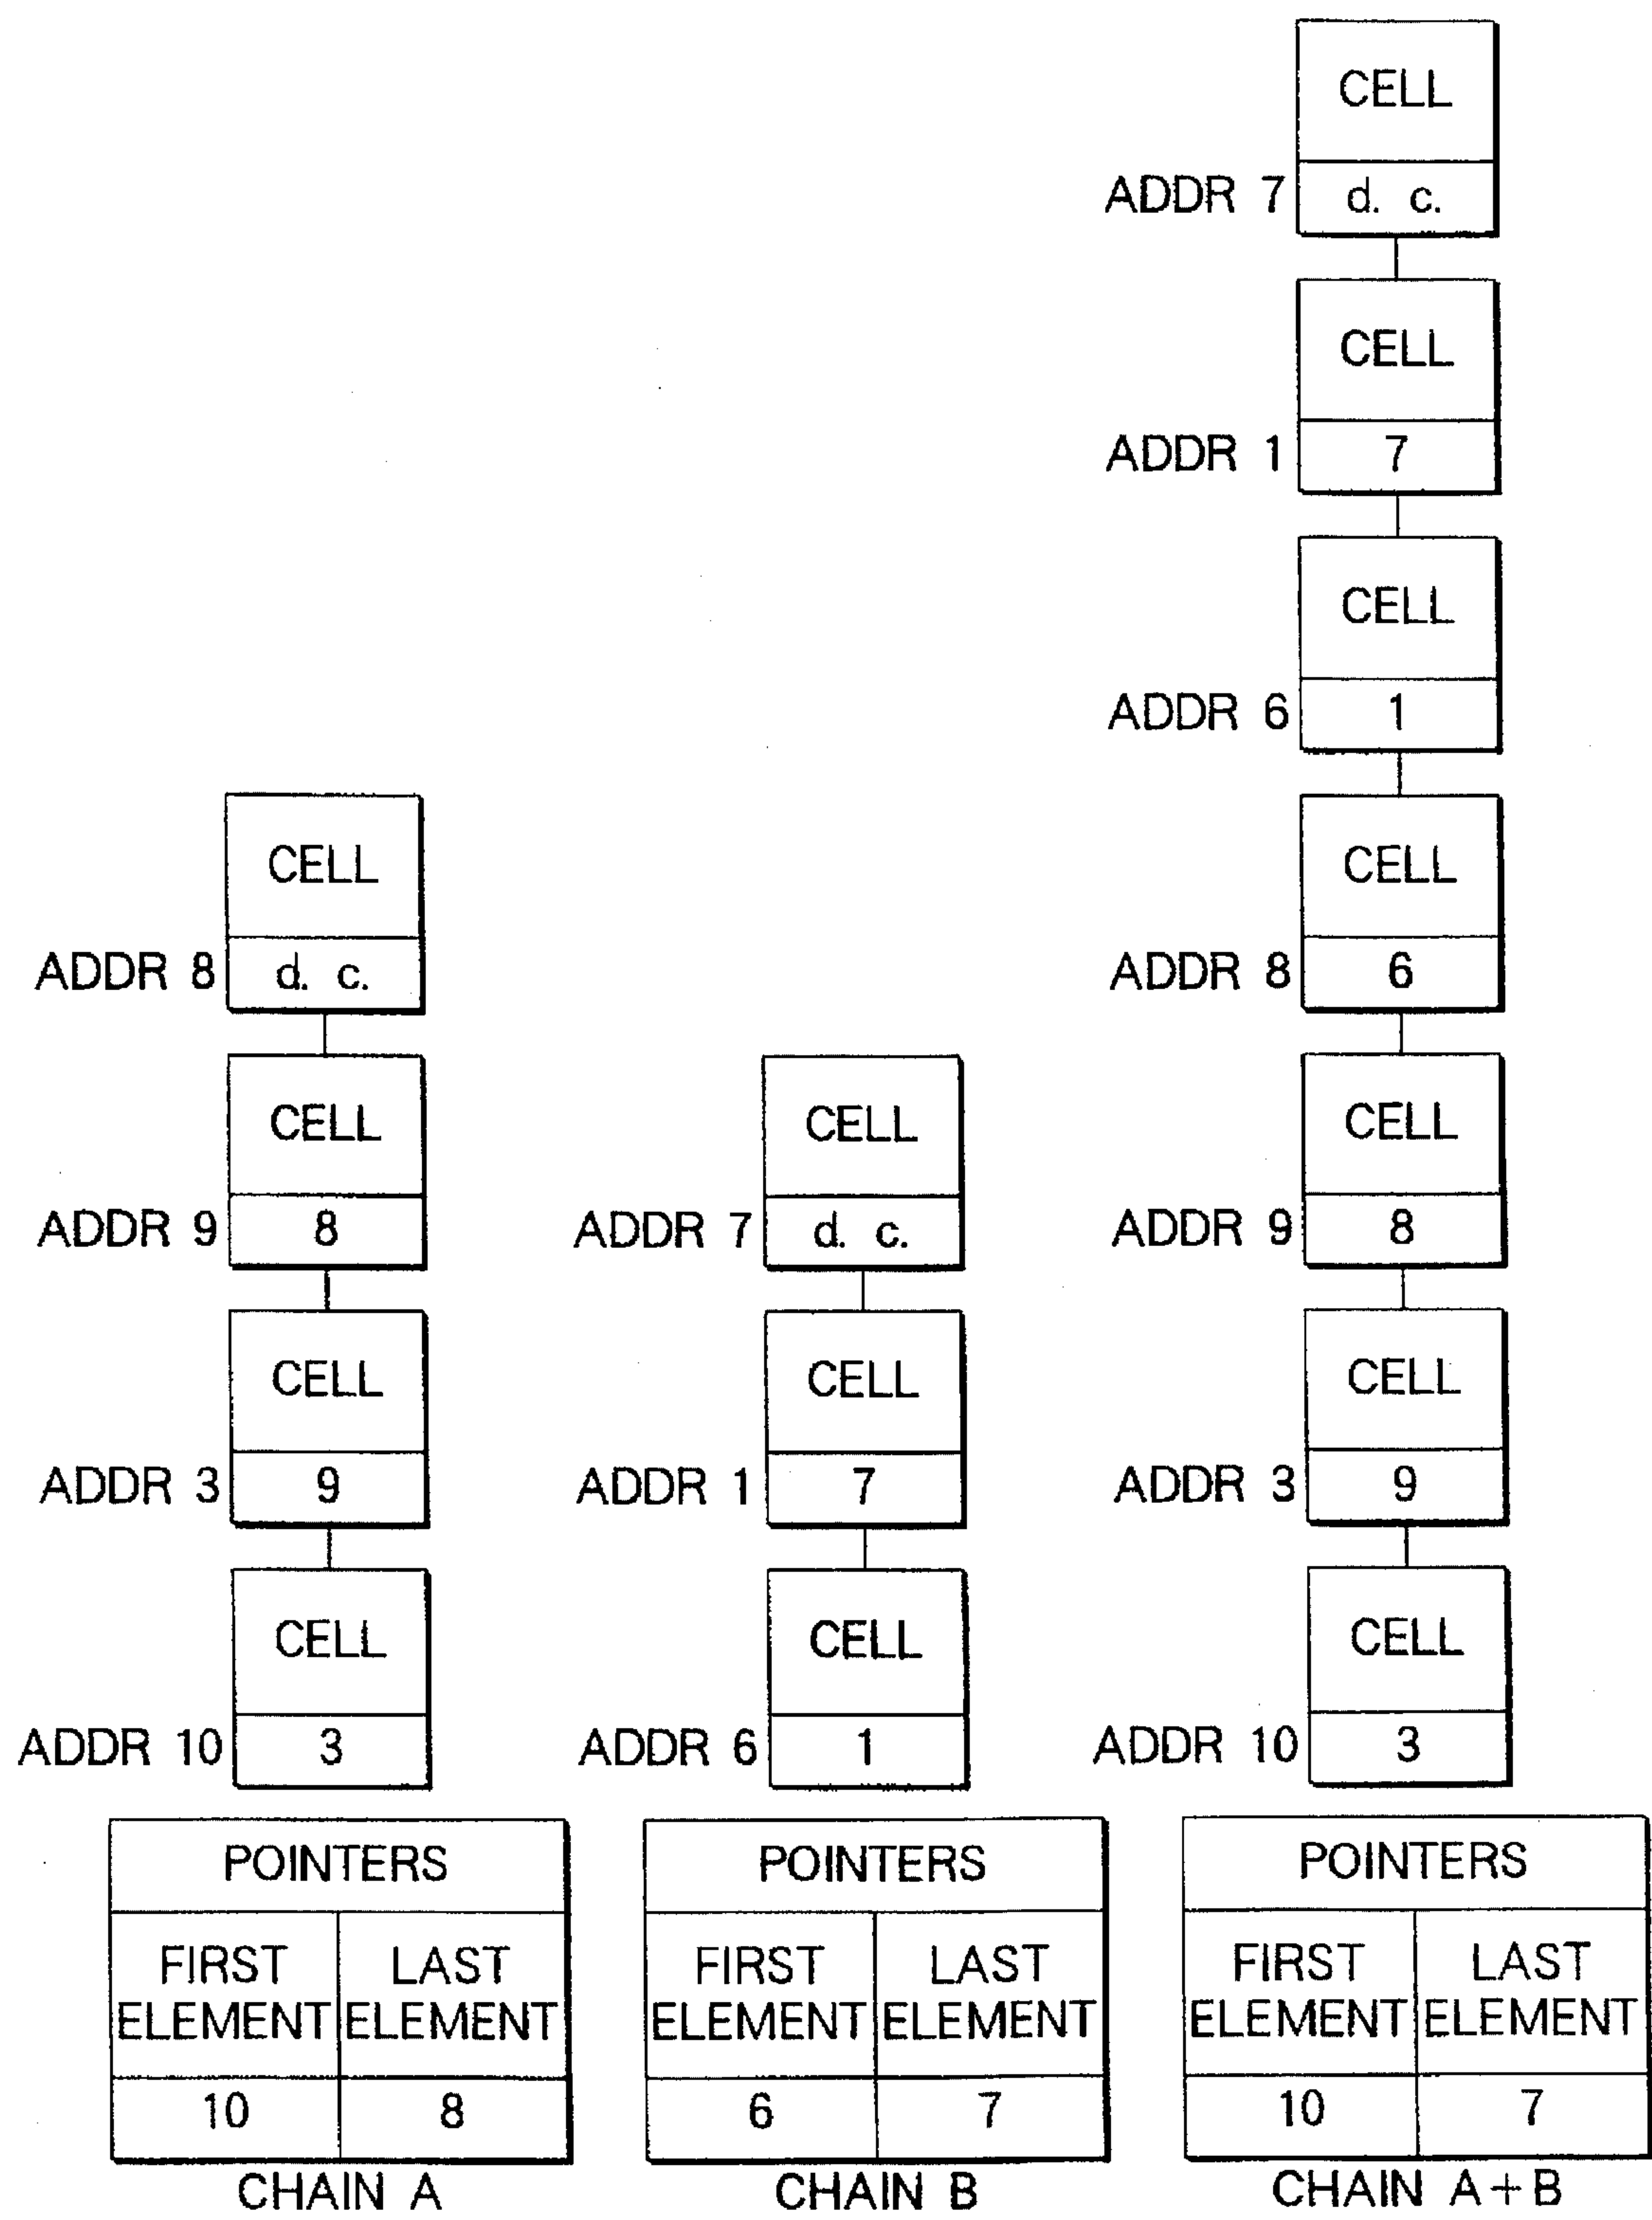 CELL
ADDR 7 d. c.
CELL
ADDR 1 7
CELL
ADDR 6 1
CELL
ADDR 8 d. c.
CELL
ADDR 9 8
CELL
ADDR 3 9
CELL
ADDR 10 3
POINTERS
FIRST ELEMENT LAST ELEMENT
10 8
CHAIN A
CELL
ADDR 7 d. c.
CELL
ADDR 1 7
CELL
ADDR 6 1
POINTERS
FIRST ELEMENT LAST ELEMENT
6 7
CHAIN B
CELL
ADDR 8 6
CELL
ADDR 9 8
CELL
ADDR 3 9
CELL
ADDR 10 3
POINTERS
FIRST ELEMENT LAST ELEMENT
10 7
CHAIN A+B